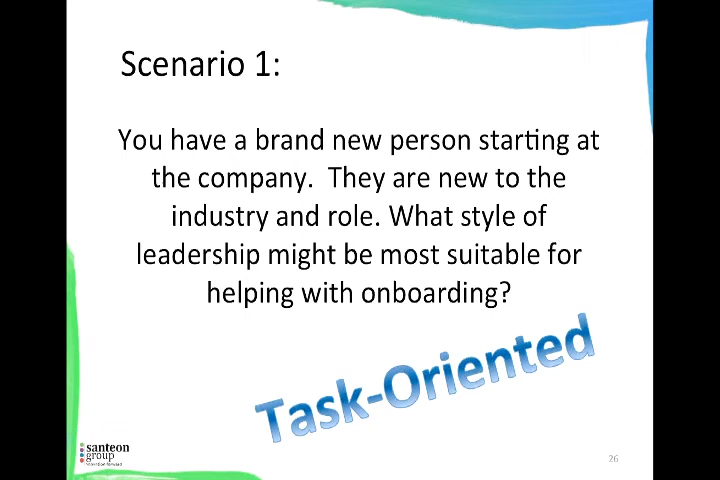 Scenario 1:
You have a brand new person starting at
the company.  They are new to the
industry and role. What style of
leadership might be most suitable for
helping with onboarding?
Task-Oriented
santeon
group
26